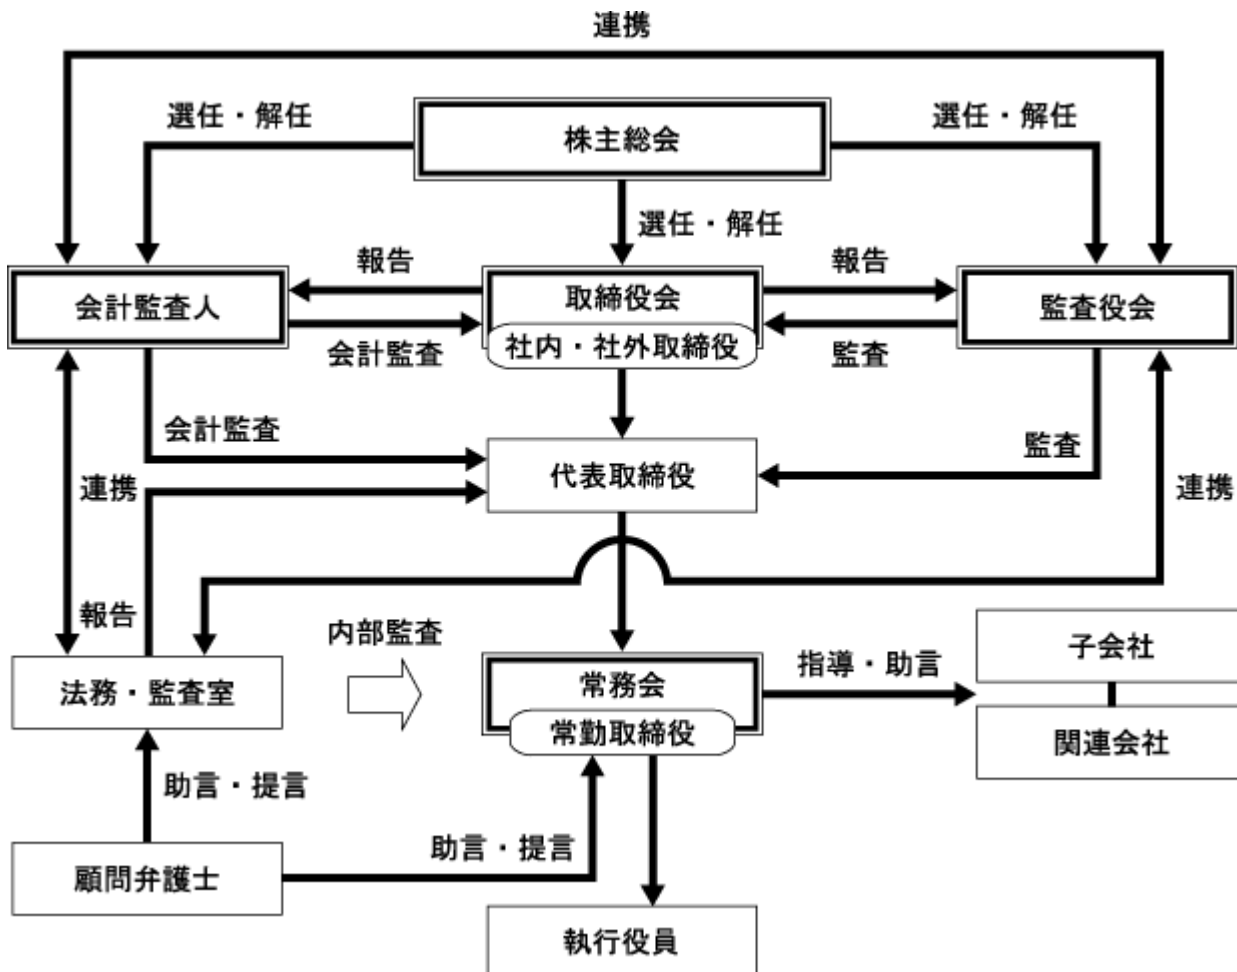 連携
選任・解任
株主総会
選任・解任
選任・解任
報告
報告
会計監査人
取締役会
監査役会
社内・社外取締役
会計監査
監査
会計監査
監査
代表取締役
連携
連携
報告
内部監査
子会社
法務・監査室
常務会
指導・助言
常勤取締役
関連会社
助言・提言
助言・提言
顧問弁護士
執行役員